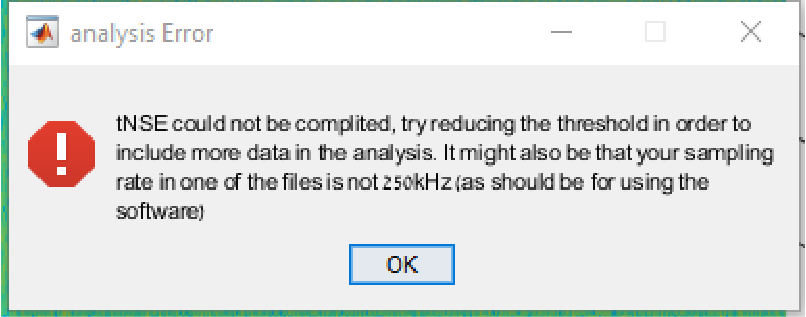 analysis Error
tNSE could not be complited, try reducing the threshold in order to
include more data in the analysis. It might also be that your sampling
rate in one of the files is not 250kHz (as should be for using the
software)
OK